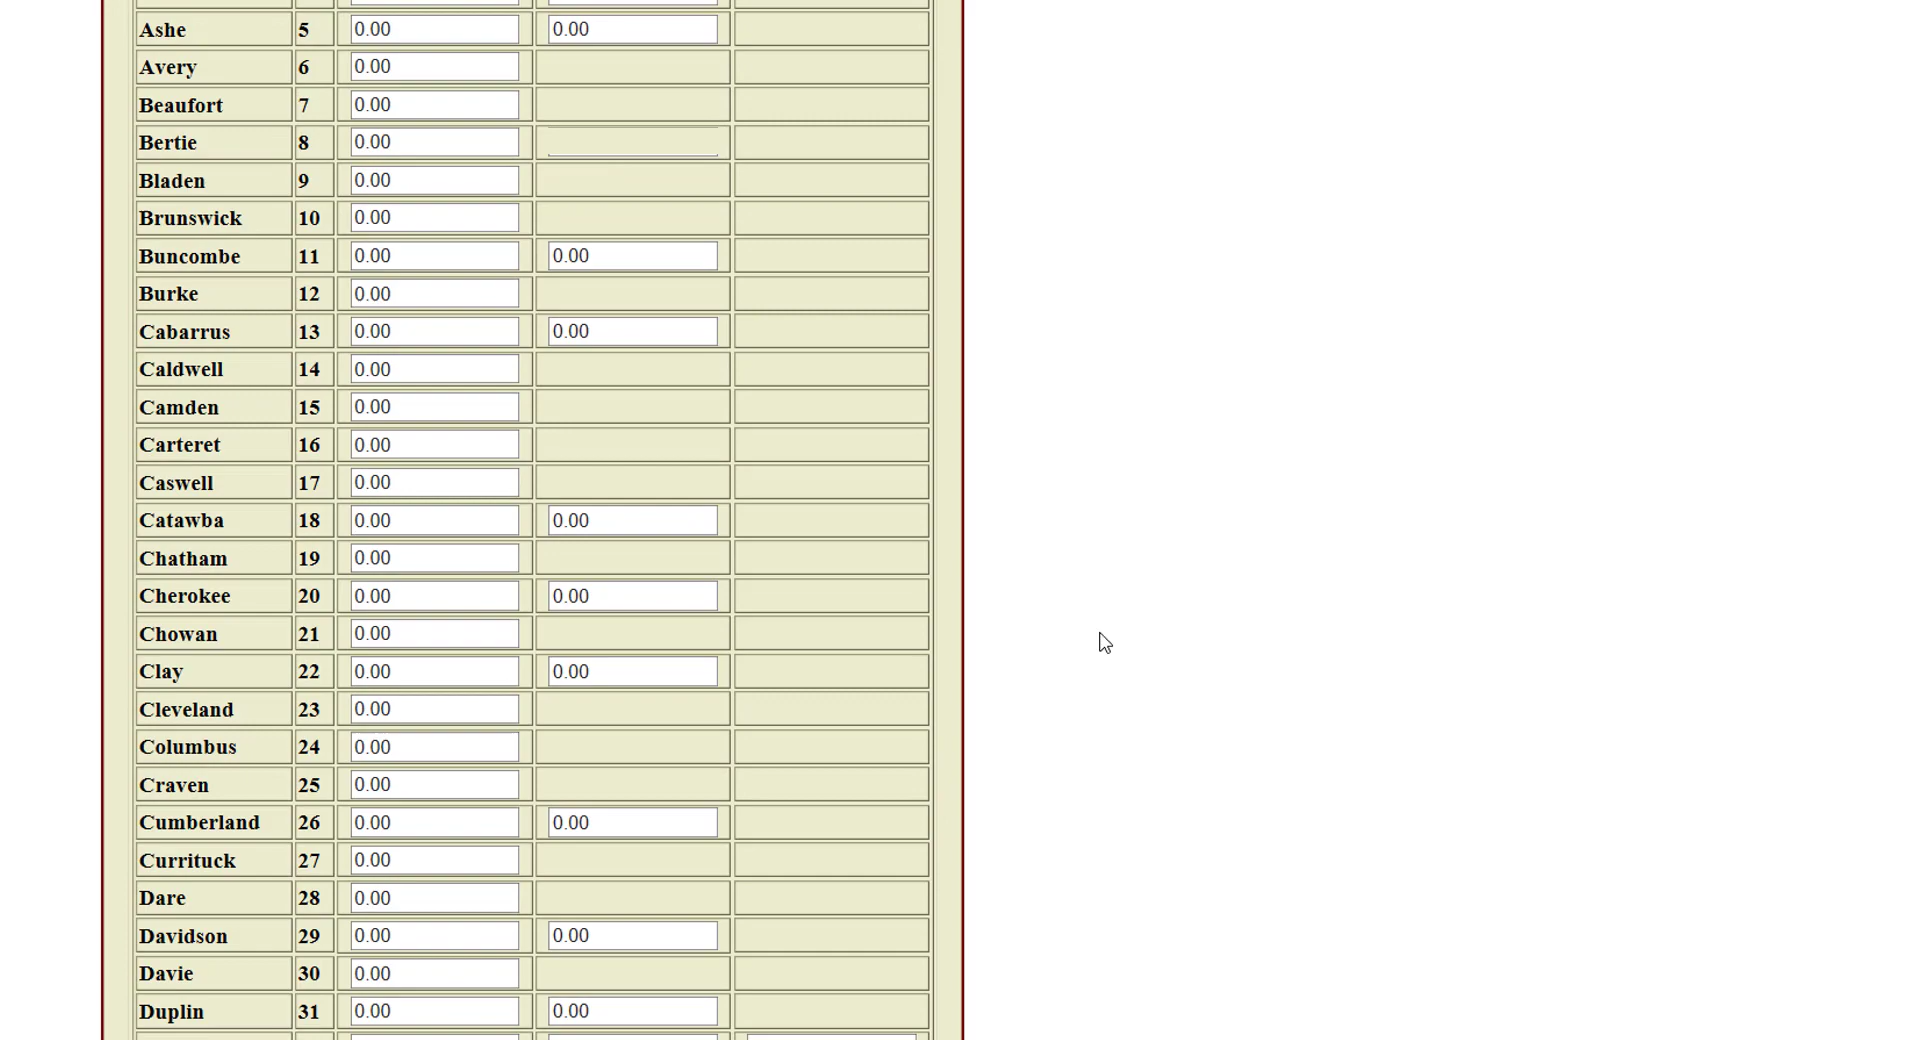 Ashe 5 0.00 0.00
Avery 6 0.00
Beaufort 7 0.00
Bertie 8 0.00
Bladen 9 0.00
Brunswick 10 0.00
Buncombe 11 0.00 0.00
Burke 12 0.00
Cabarrus 13 0.00 0.00
Caldwell 14 0.00
Camden 15 0.00
Carteret 16 0.00
Caswell 17 0.00
Catawba 18 0.00 0.00
Chatham 19 0.00
Cherokee 20 0.00 0.00
Chowan 21 0.00
Clay 22 0.00 0.00
Cleveland 23 0.00
Columbus 24 0.00
Craven 25 0.00
Cumberland 26 0.00 0.00
Currituck 27 0.00
Dare 28 0.00
Davidson 29 0.00 0.00
Davie 30 0.00
Duplin 31 0.00 0.00